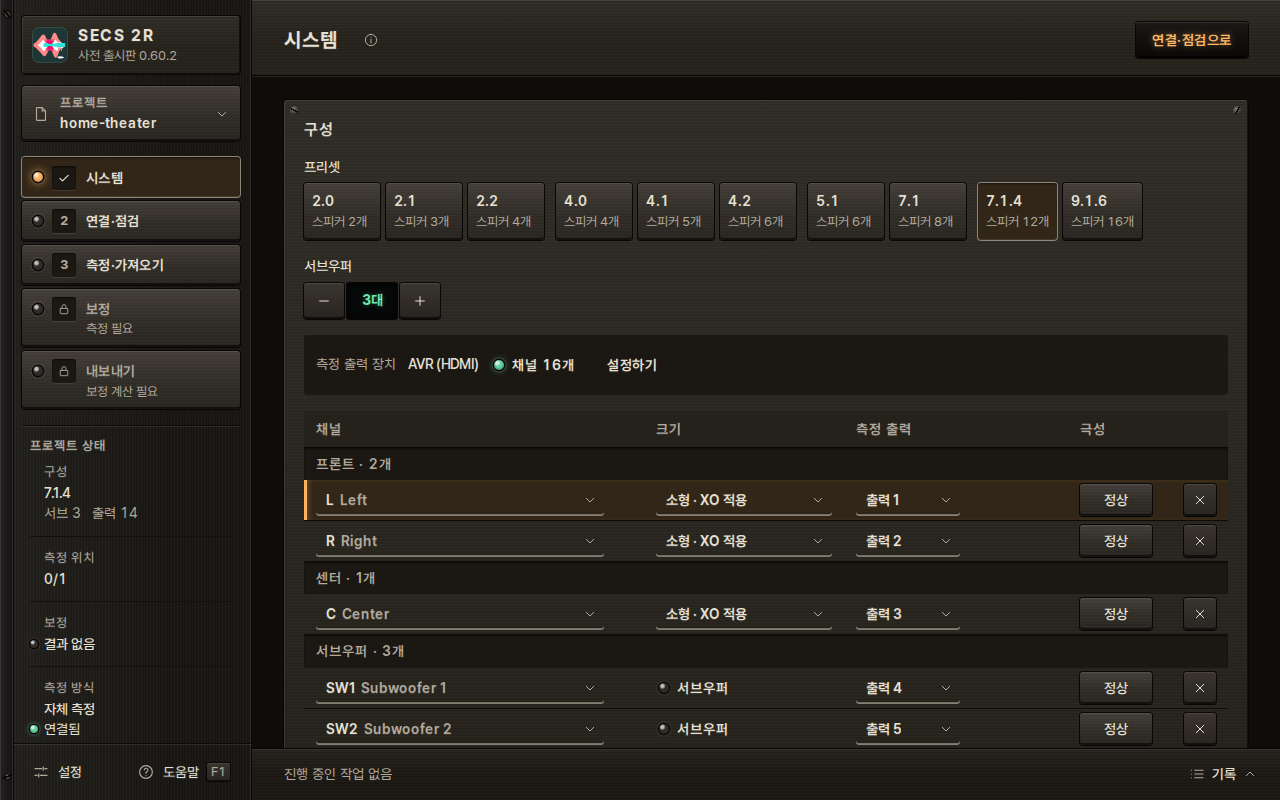 SECS 2R
사전 출시판 0.60.2
프로젝트
home-theater
시스템
2 연결·점검
3 측정·가져오기
보정
측정 필요
내보내기
보정 계산 필요
프로젝트 상태
구성
7.1.4
서브 3 출력 14
측정 위치
0/1
보정
결과 없음
측정 방식
자체 측정
연결됨
설정 도움말 F1
시스템
연결·점검으로
구성
프리셋
2.0 2.1 2.2 4.0 4.1 4.2 5.1 7.1 7.1.4 9.1.6
스피커 2개 스피커 3개 스피커 4개 스피커 4개 스피커 5개 스피커 6개 스피커 6개 스피커 8개 스피커 12개 스피커 16개
서브우퍼
− 3대 +
측정 출력 장치 AVR (HDMI) 채널 16개 설정하기
채널 크기 측정 출력 극성
프론트 · 2개
L Left 소형 · XO 적용 출력 1 정상
R Right 소형 · XO 적용 출력 2 정상
센터 · 1개
C Center 소형 · XO 적용 출력 3 정상
서브우퍼 · 3개
SW1 Subwoofer 1 서브우퍼 출력 4 정상
SW2 Subwoofer 2 서브우퍼 출력 5 정상
진행 중인 작업 없음 기록